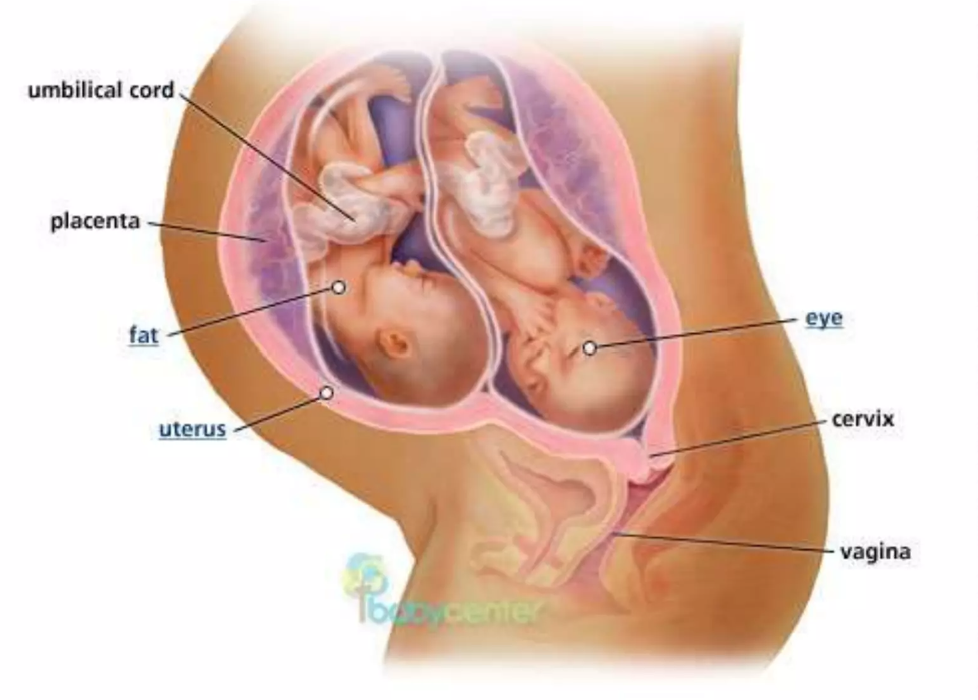 umbilical cord
placenta
fat
eye
uterus
cervix
vagina
babycenter